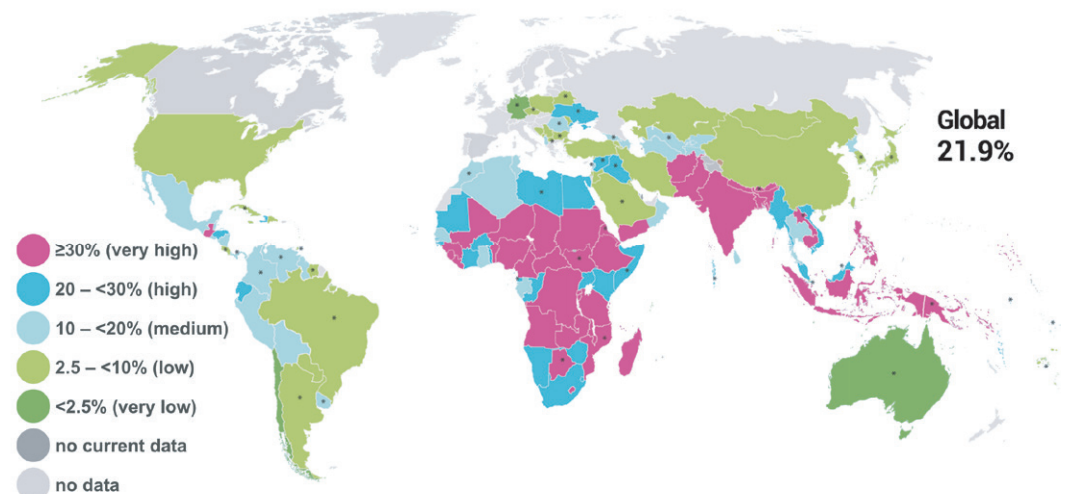 Global
21.9%
≥30% (very high)
20 – <30% (high)
10 – <20% (medium)
2.5 – <10% (low)
<2.5% (very low)
no current data
no data